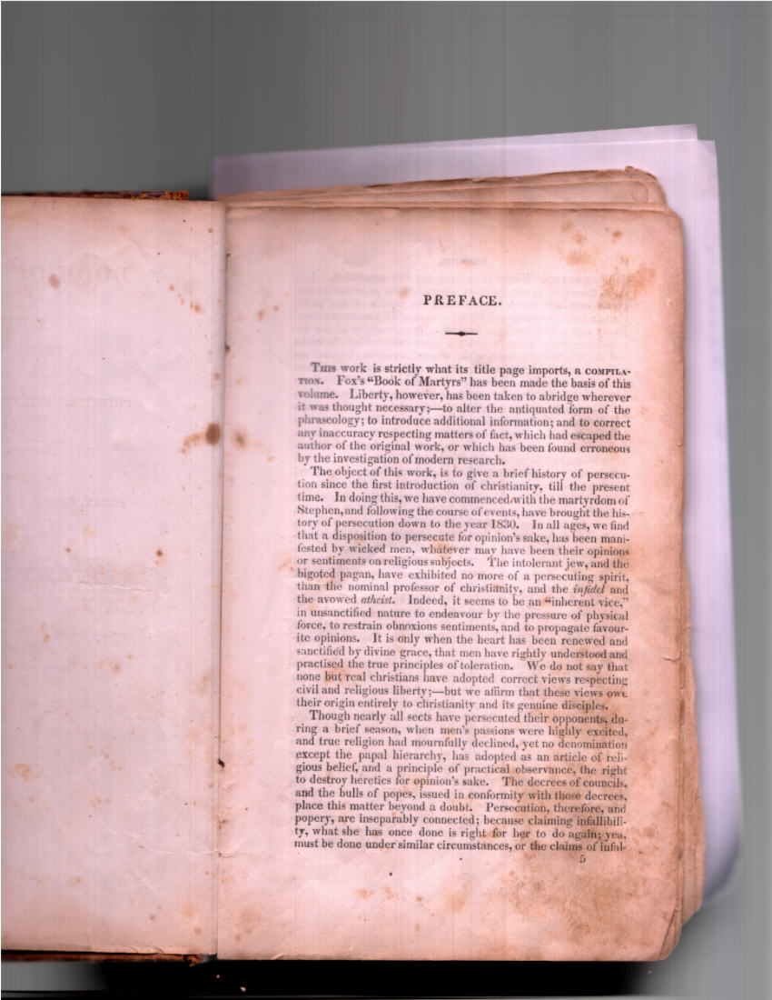 PREFACE.
THIS work is strictly what its title page imports, a COMPILA-
TION. Fox's "Book of Martyrs" has been made the basis of this
volume. Liberty, however, has been taken to abridge wherever
it was thought necessary;—to alter the antiquated form of the
phraseology; to introduce additional information; and to correct
any inaccuracy respecting matters of fact, which had escaped the
author of the original work, or which has been found erroneous
by the investigation of modern research.
The object of this work, is to give a brief history of persecu-
tion since the first introduction of christianity, till the present
time. In doing this, we have commenced with the martyrdom of
Stephen, and following the course of events, have brought the his-
tory of persecution down to the year 1830. In all ages, we find
that a disposition to persecute for opinion's sake, has been mani-
fested by wicked men, whatever may have been their opinions
or sentiments on religious subjects. The intolerant jew, and the
bigoted pagan, have exhibited no more of a persecuting spirit,
than the nominal professor of christianity, and the infidel and
the avowed atheist. Indeed, it seems to be an "inherent vice,"
in unsanctified nature to endeavour by the pressure of physical
force, to restrain obnoxious sentiments, and to propagate favour-
ite opinions. It is only when the heart has been renewed and
sanctified by divine grace, that men have rightly understood and
practised the true principles of toleration. We do not say that
none but real christians have adopted correct views respecting
civil and religious liberty;—but we affirm that these views owe
their origin entirely to christianity and its genuine disciples.
Though nearly all sects have persecuted their opponents, du-
ring a brief season, when men's passions were highly excited,
and true religion had mournfully declined, yet no denomination
except the papal hierarchy, has adopted as an article of reli-
gious belief, and a principle of practical observance, the right
to destroy heretics for opinion's sake. The decrees of councils,
and the bulls of popes, issued in conformity with those decrees,
place this matter beyond a doubt. Persecution, therefore, and
popery, are inseparably connected; because claiming infallibili-
ty, what she has once done is right for her to do again; yea,
must be done under similar circumstances, or the claims of infal-
5